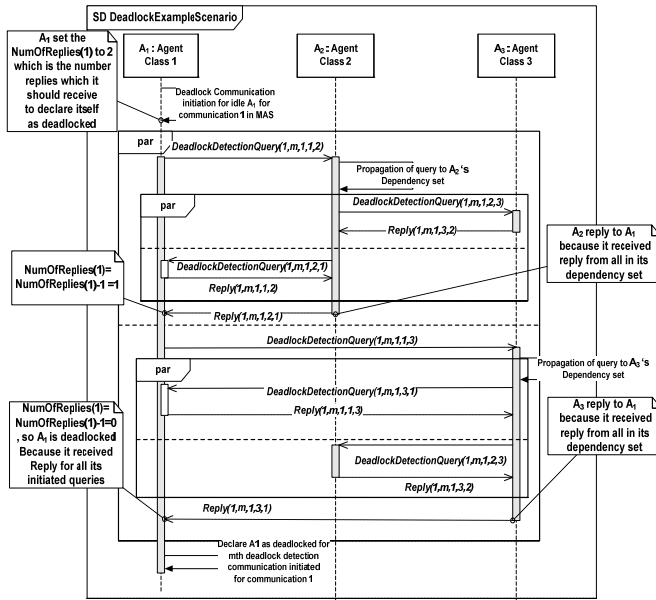 SD DeadlockExampleScenario
A1 set the
NumOfReplies(1) to 2
which is the number
replies which it
should receive
to declare itself
as deadlocked
A1 : Agent
Class 1
A2 : Agent
Class 2
A3 : Agent
Class 3
Deadlock Communication
initiation for idle A1 for
communication 1 in MAS
par
DeadlockDetectionQuery(1,m,1,1,2)
Propagation of query to A2 's
Dependency set
par
DeadlockDetectionQuery(1,m,1,2,3)
Reply(1,m,1,3,2)
A2 reply to A1
because it received
reply from all in its
dependency set
DeadlockDetectionQuery(1,m,1,2,1)
Reply(1,m,1,1,2)
NumOfReplies(1)=
NumOfReplies(1)-1 =1
Reply(1,m,1,2,1)
DeadlockDetectionQuery(1,m,1,1,3)
Propagation of query to A3 's
Dependency set
par
DeadlockDetectionQuery(1,m,1,3,1)
Reply(1,m,1,1,3)
NumOfReplies(1)=
NumOfReplies(1)-1=0
, so A1 is deadlocked
Because it received
Reply for all its
initiated queries
A3 reply to A1
because it received
reply from all in its
dependency set
DeadlockDetectionQuery(1,m,1,2,3)
Reply(1,m,1,3,2)
Reply(1,m,1,3,1)
Declare A1 as deadlocked for
mth deadlock detection
communication initiated
for communication 1